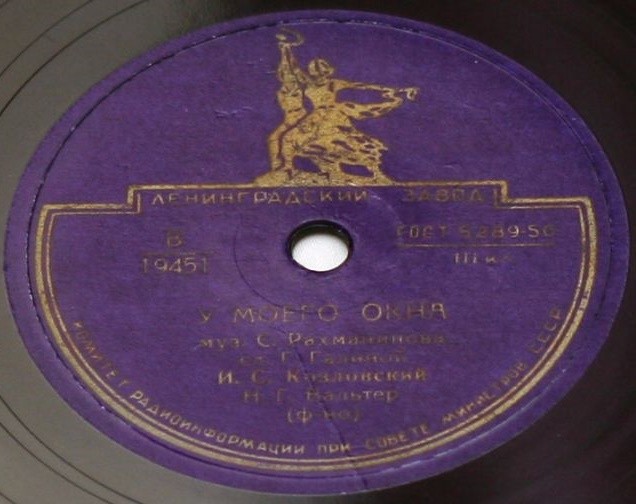 ЛЕНИНГРАДСКИЙ ЗАВОД
В
19451
ГОСТ 5289-50
У МОЕГО ОКНА
муз. С. Рахманинова
сл. Г. Галиной
И. С. Козловский
Н. Г. Вальтер
(ф-но)
КОМИТЕТ РАДИОИНФОРМАЦИИ ПРИ СОВЕТЕ МИНИСТРОВ СССР